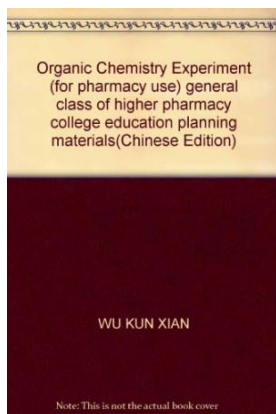 Organic Chemistry Experiment
(for pharmacy use) general
class of higher pharmacy
college education planning
materials(Chinese Edition)
WU KUN XIAN
Note: This is not the actual book cover